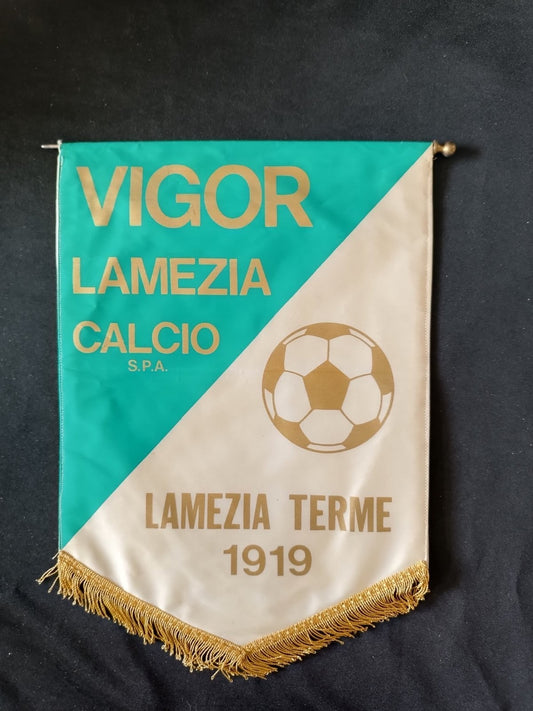 VIGOR
LAMEZIA
CALCIO
S.P.A.
LAMEZIA TERME
1919